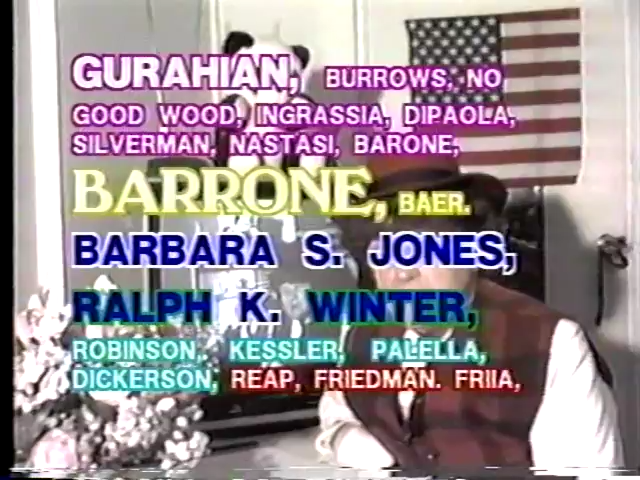 GURAHIAN, BURROWS, NO
GOOD WOOD, INGRASSIA, DIPAOLA,
SILVERMAN, NASTASI, BARONE,
BARRONE, BAER.
BARBARA S. JONES,
RALPH K. WINTER,
ROBINSON, KESSLER, PALELLA,
DICKERSON, REAP, FRIEDMAN. FRIIA,